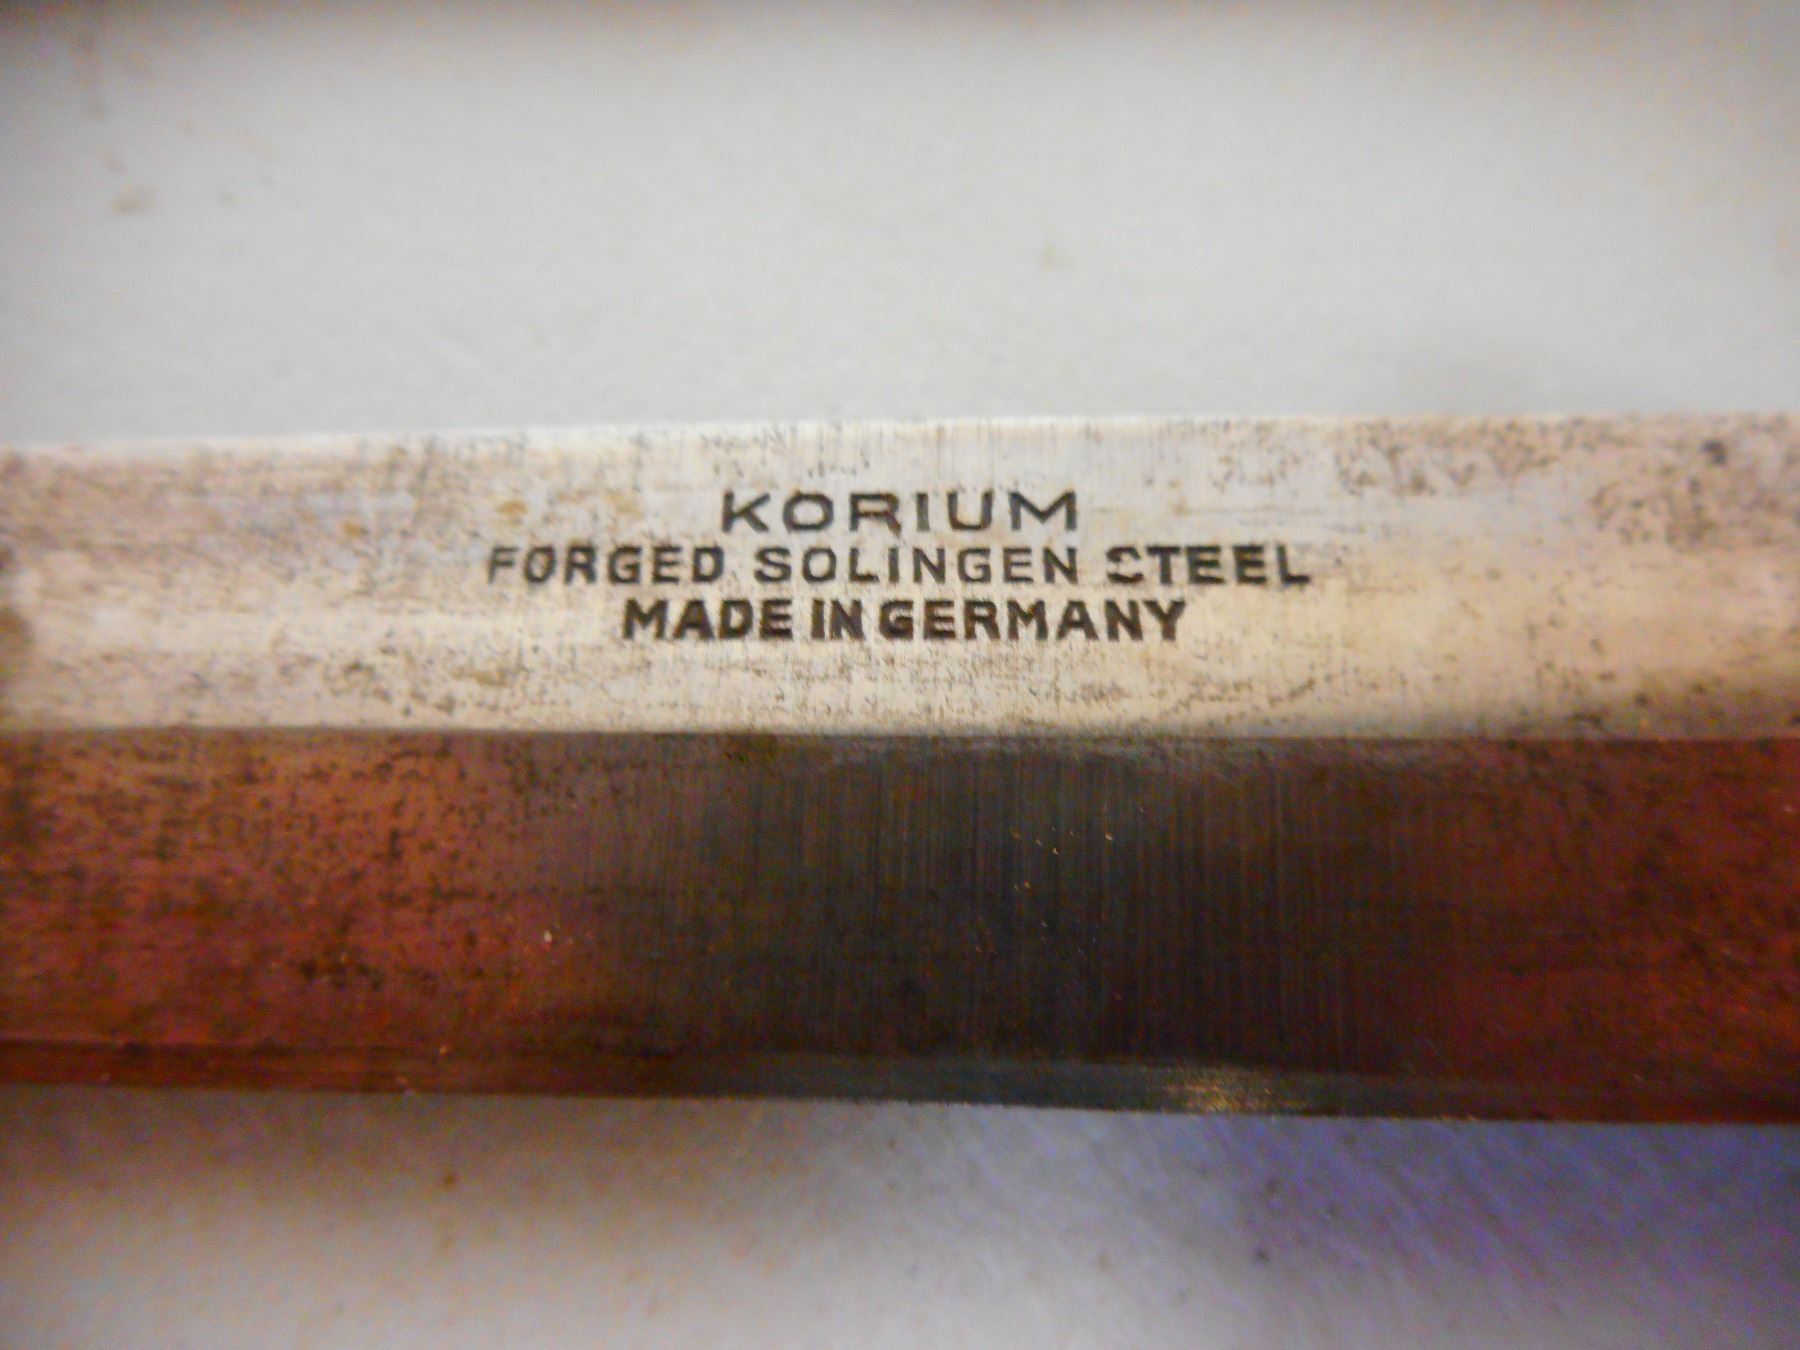 KORIUM
FORGED SOLINGEN STEEL
MADE IN GERMANY